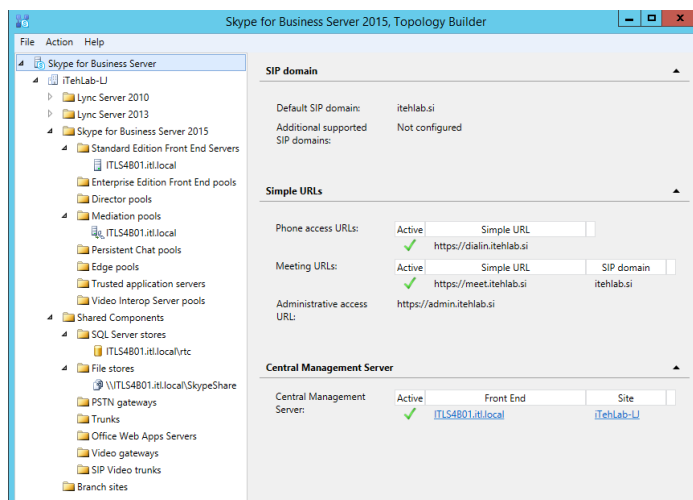 Skype for Business Server 2015, Topology Builder
File Action Help
Skype for Business Server
iTehLab-LJ
Lync Server 2010
Lync Server 2013
Skype for Business Server 2015
Standard Edition Front End Servers
ITLS4B01.itl.local
Enterprise Edition Front End pools
Director pools
Mediation pools
ITLS4B01.itl.local
Persistent Chat pools
Edge pools
Trusted application servers
Video Interop Server pools
Shared Components
SQL Server stores
ITLS4B01.itl.local\rtc
File stores
\\ITLS4B01.itl.local\SkypeShare
PSTN gateways
Trunks
Office Web Apps Servers
Video gateways
SIP Video trunks
Branch sites
SIP domain
Default SIP domain: itehlab.si
Additional supported Not configured
SIP domains:
Simple URLs
Phone access URLs: Active Simple URL
https://dialin.itehlab.si
Meeting URLs: Active Simple URL SIP domain
https://meet.itehlab.si itehlab.si
Administrative access https://admin.itehlab.si
URL:
Central Management Server
Central Management Active Front End Site
Server: ITLS4B01.itl.local iTehLab-LJ